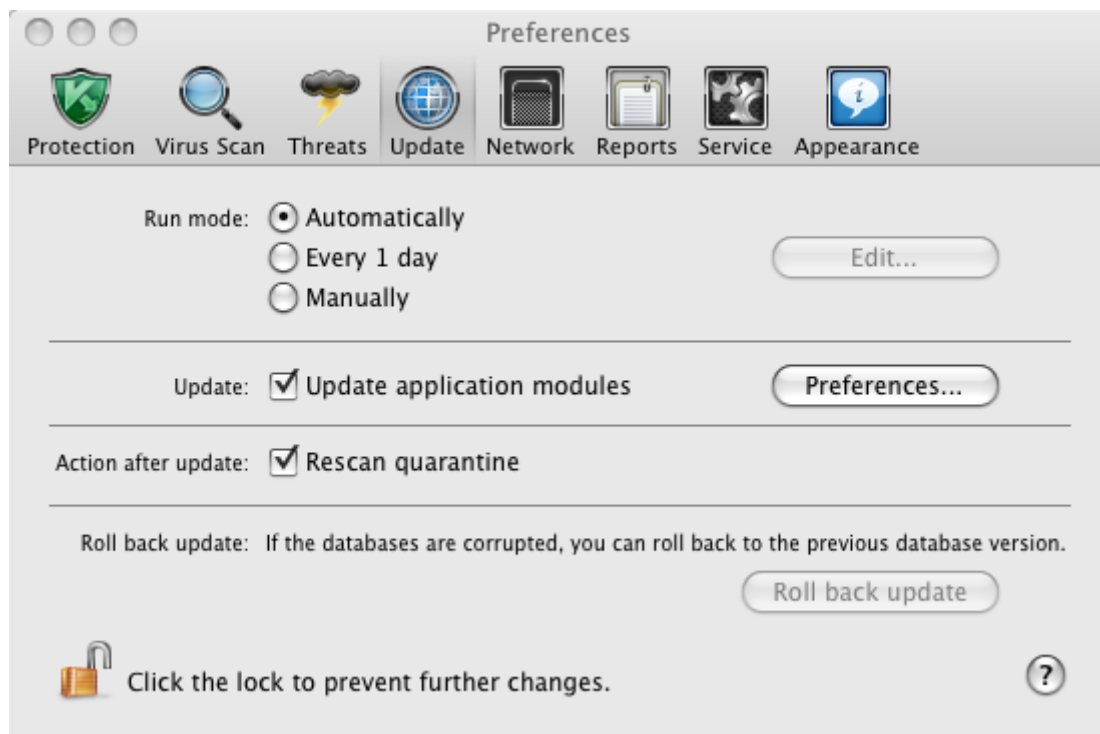 Preferences
Protection Virus Scan Threats Update Network Reports Service Appearance
Run mode: Automatically
Every 1 day Edit...
Manually
Update: Update application modules Preferences...
Action after update: Rescan quarantine
Roll back update: If the databases are corrupted, you can roll back to the previous database version.
Roll back update
Click the lock to prevent further changes. ?